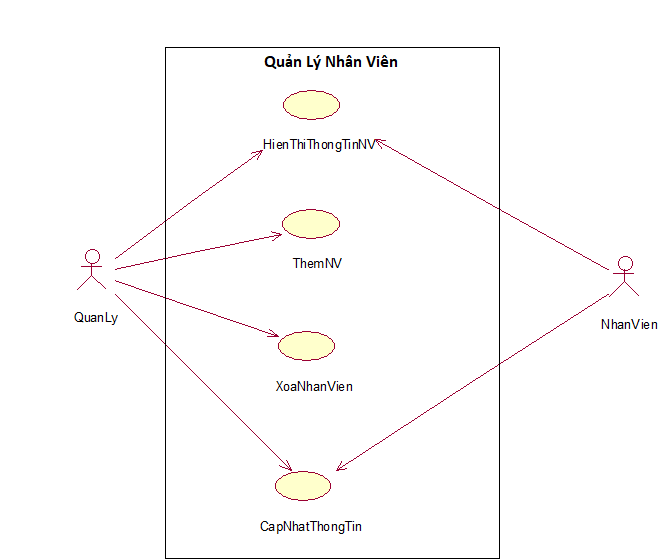 Quản Lý Nhân Viên
HienThiThongTinNV
ThemNV
QuanLy
NhanVien
XoaNhanVien
CapNhatThongTin